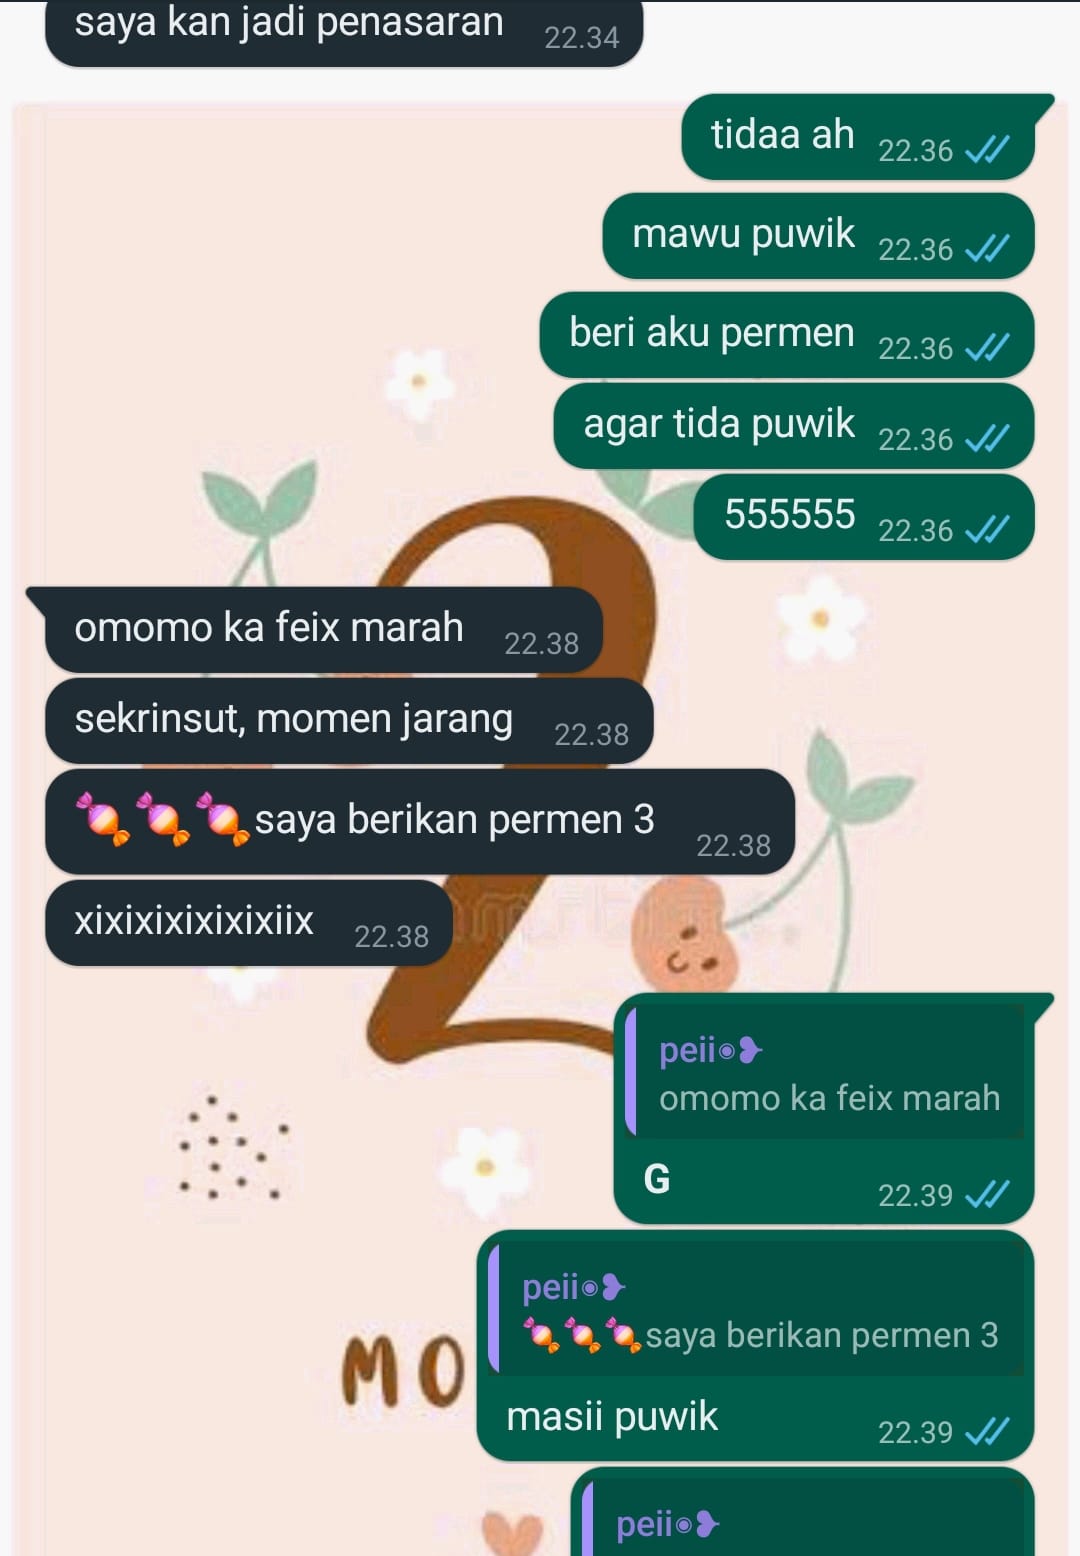 saya kan jadi penasaran 22.34
tidaa ah 22.36
mawu puwik 22.36
beri aku permen 22.36
agar tida puwik 22.36
555555 22.36
omomo ka feix marah 22.38
sekrinsut, momen jarang 22.38
🍬🍬🍬saya berikan permen 3 22.38
xixixixixixixiix 22.38
peii◉❥
omomo ka feix marah
G 22.39
peii◉❥
🍬🍬🍬saya berikan permen 3
MO
masii puwik 22.39
peii◉❥